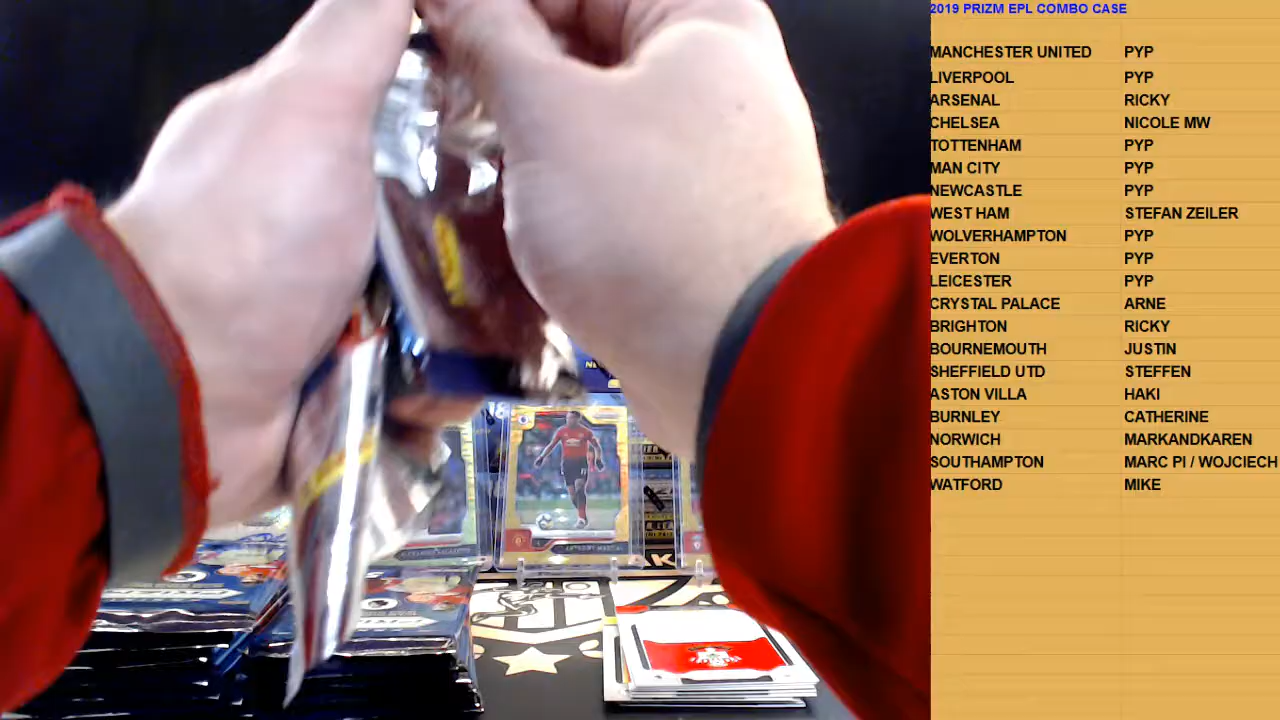 2019 PRIZM EPL COMBO CASE
MANCHESTER UNITED PYP
LIVERPOOL PYP
ARSENAL RICKY
CHELSEA NICOLE MW
TOTTENHAM PYP
MAN CITY PYP
NEWCASTLE PYP
WEST HAM STEFAN ZEILER
WOLVERHAMPTON PYP
EVERTON PYP
LEICESTER PYP
CRYSTAL PALACE ARNE
BRIGHTON RICKY
BOURNEMOUTH JUSTIN
SHEFFIELD UTD STEFFEN
ASTON VILLA HAKI
BURNLEY CATHERINE
NORWICH MARKANDKAREN
SOUTHAMPTON MARC PI / WOJCIECH
WATFORD MIKE